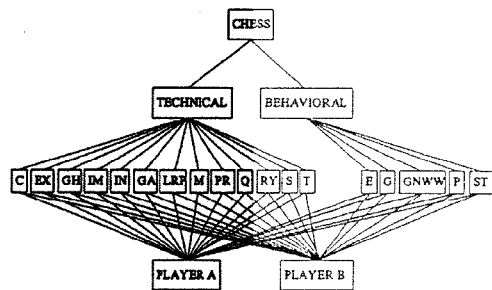 CHESS
TECHNICAL BEHAVIORAL
C EX GH IM IN GA LRP M PR Q RY S T E G GNWW P ST
PLAYER A PLAYER B